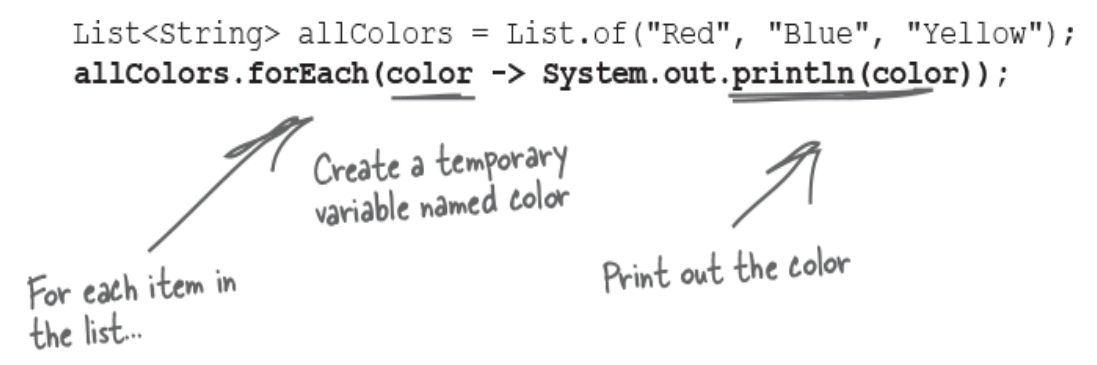 List<String> allColors = List.of("Red", "Blue", "Yellow");
allColors.forEach(color -> System.out.println(color));
Create a temporary
variable named color
For each item in
the list...
Print out the color